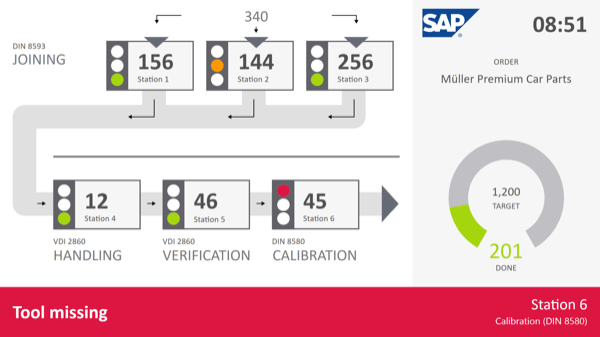 340
SAP
08:51
DIN 8593
JOINING
156
Station 1
144
Station 2
256
Station 3
ORDER
Müller Premium Car Parts
12
Station 4
46
Station 5
45
Station 6
VDI 2860
HANDLING
VDI 2860
VERIFICATION
DIN 8580
CALIBRATION
1,200
TARGET
201
DONE
Tool missing
Station 6
Calibration (DIN 8580)